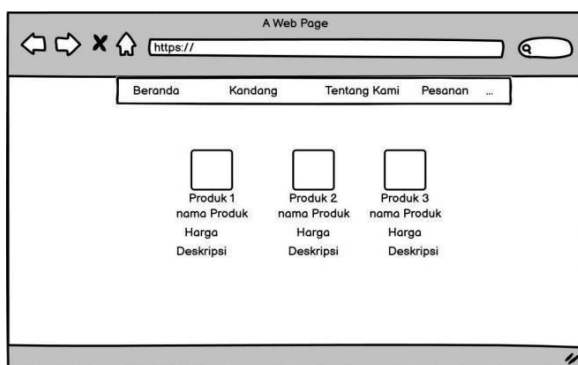 A Web Page
https://
Beranda Kandang Tentang Kami Pesanan ...
Produk 1 Produk 2 Produk 3
nama Produk nama Produk nama Produk
Harga Harga Harga
Deskripsi Deskripsi Deskripsi